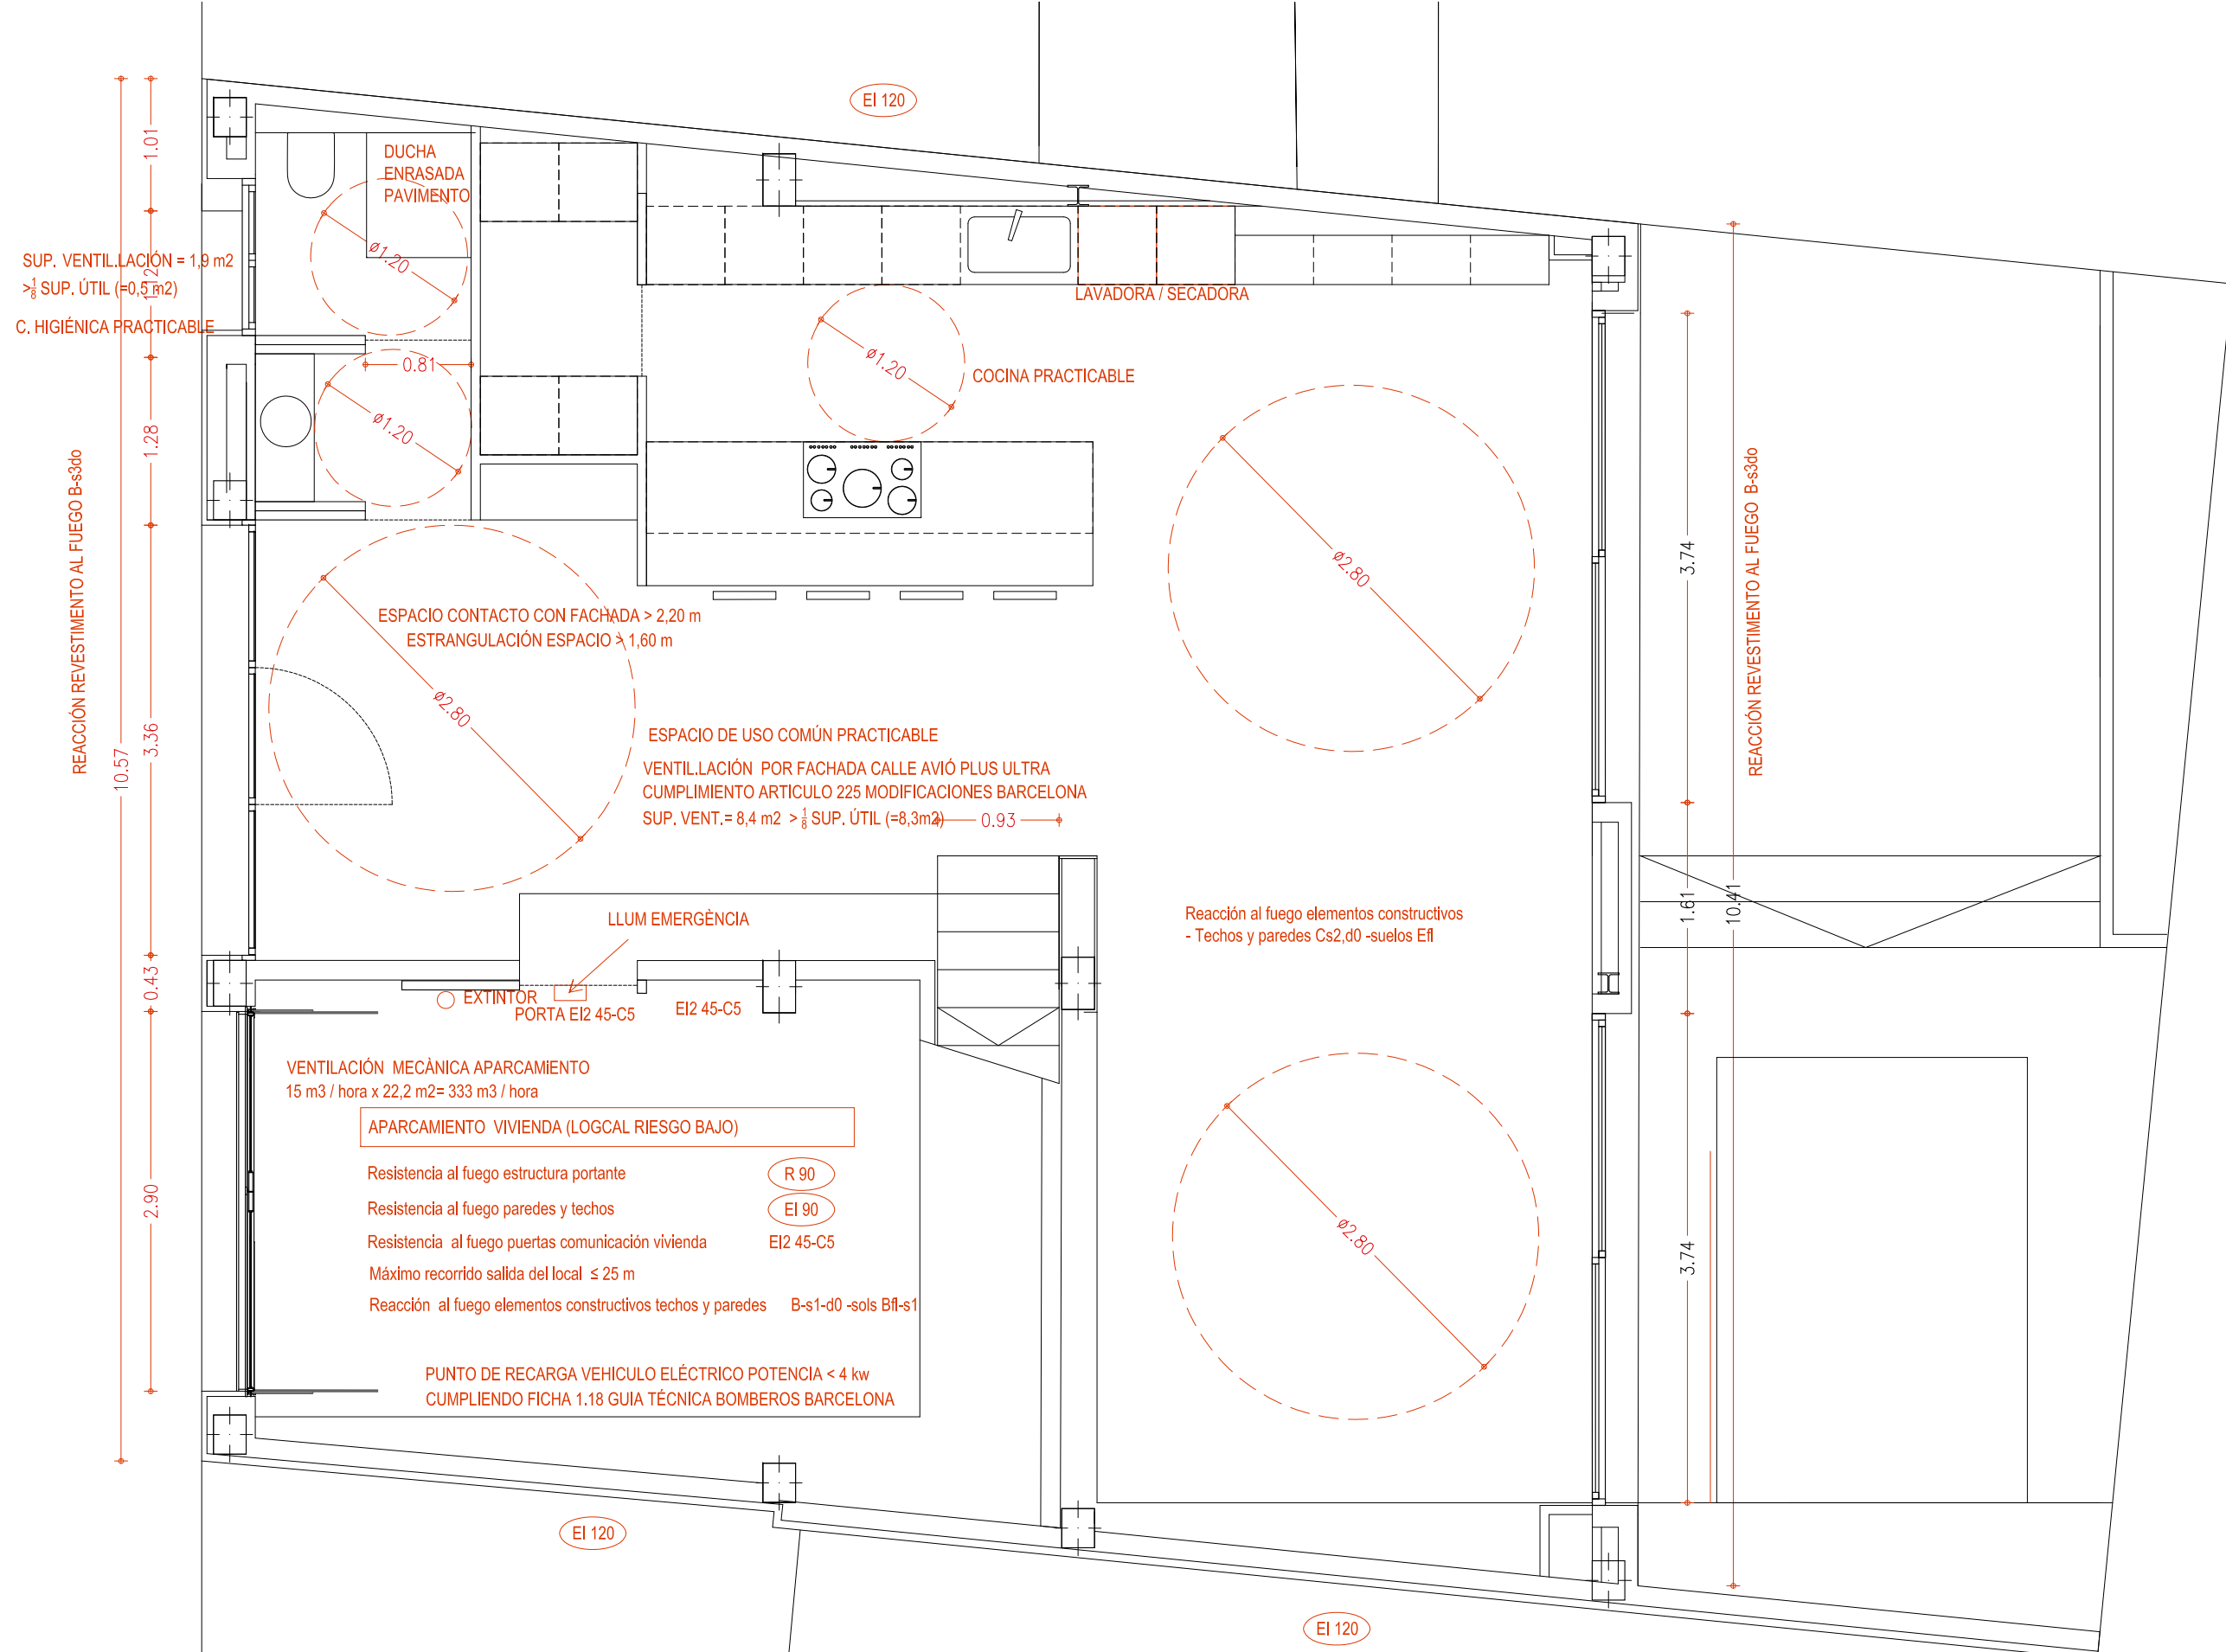 EI 120
DUCHA
ENRASADA
PAVIMENTO
1.01
SUP. VENTIL.LACIÓN = 1,9 m2
>1/8 SUP. ÚTIL (=0,5 m2)
C. HIGIÉNICA PRACTICABLE
ø1.20
LAVADORA / SECADORA
0.81
ø1.20
ø1.20
COCINA PRACTICABLE
1.28
REACCIÓN REVESTIMENTO AL FUEGO B-s3do
ø2.80
3.74
REACCIÓN REVESTIMENTO AL FUEGO B-s3do
ESPACIO CONTACTO CON FACHADA > 2,20 m
ESTRANGULACIÓN ESPACIO > 1,60 m
ø2.80
3.36
10.57
ESPACIO DE USO COMÚN PRACTICABLE
VENTIL.LACIÓN POR FACHADA CALLE AVIÓ PLUS ULTRA
CUMPLIMIENTO ARTICULO 225 MODIFICACIONES BARCELONA
SUP. VENT.= 8,4 m2 > 1/8 SUP. ÚTIL (=8,3m2)
0.93
LLUM EMERGÈNCIA
Reacción al fuego elementos constructivos
- Techos y paredes Cs2,d0 -suelos Efl
1.61
10.41
0.43
EXTINTOR
PORTA EI2 45-C5
EI2 45-C5
VENTILACIÓN MECÀNICA APARCAMIENTO
15 m3 / hora x 22,2 m2= 333 m3 / hora
APARCAMIENTO VIVIENDA (LOGCAL RIESGO BAJO)
Resistencia al fuego estructura portante R 90
Resistencia al fuego paredes y techos EI 90
Resistencia al fuego puertas comunicación vivienda EI2 45-C5
Máximo recorrido salida del local ≤ 25 m
Reacción al fuego elementos constructivos techos y paredes B-s1-d0 -sols Bfl-s1
2.90
ø2.80
3.74
PUNTO DE RECARGA VEHICULO ELÉCTRICO POTENCIA < 4 kw
CUMPLIENDO FICHA 1.18 GUIA TÉCNICA BOMBEROS BARCELONA
EI 120
EI 120